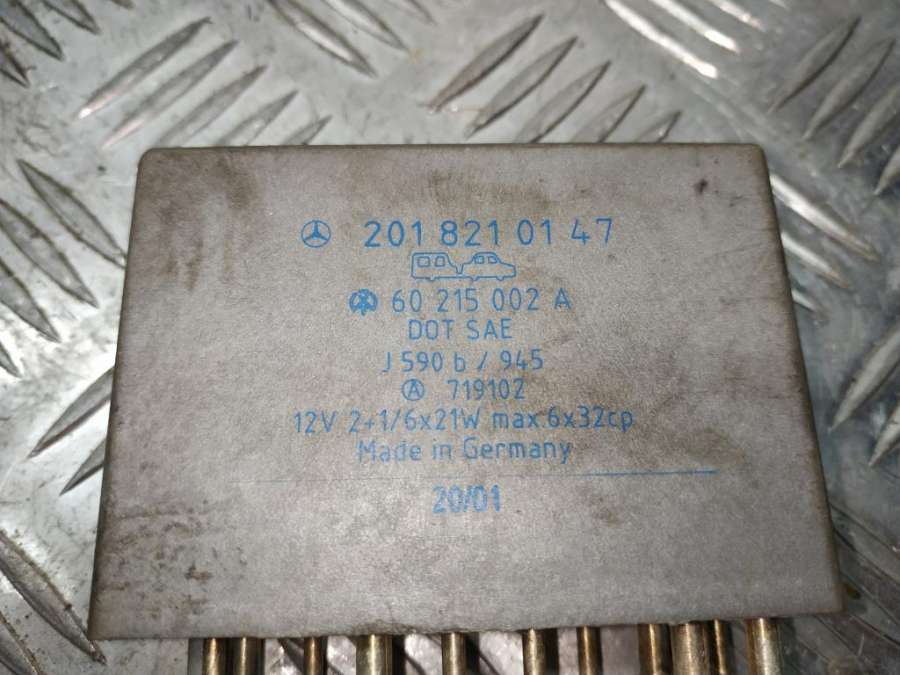 201 821 01 47
60 215 002 A
DOT SAE
J 590 b / 945
A 719102
12V 2+1/6x21W max.6x32cp
Made in Germany
20/01